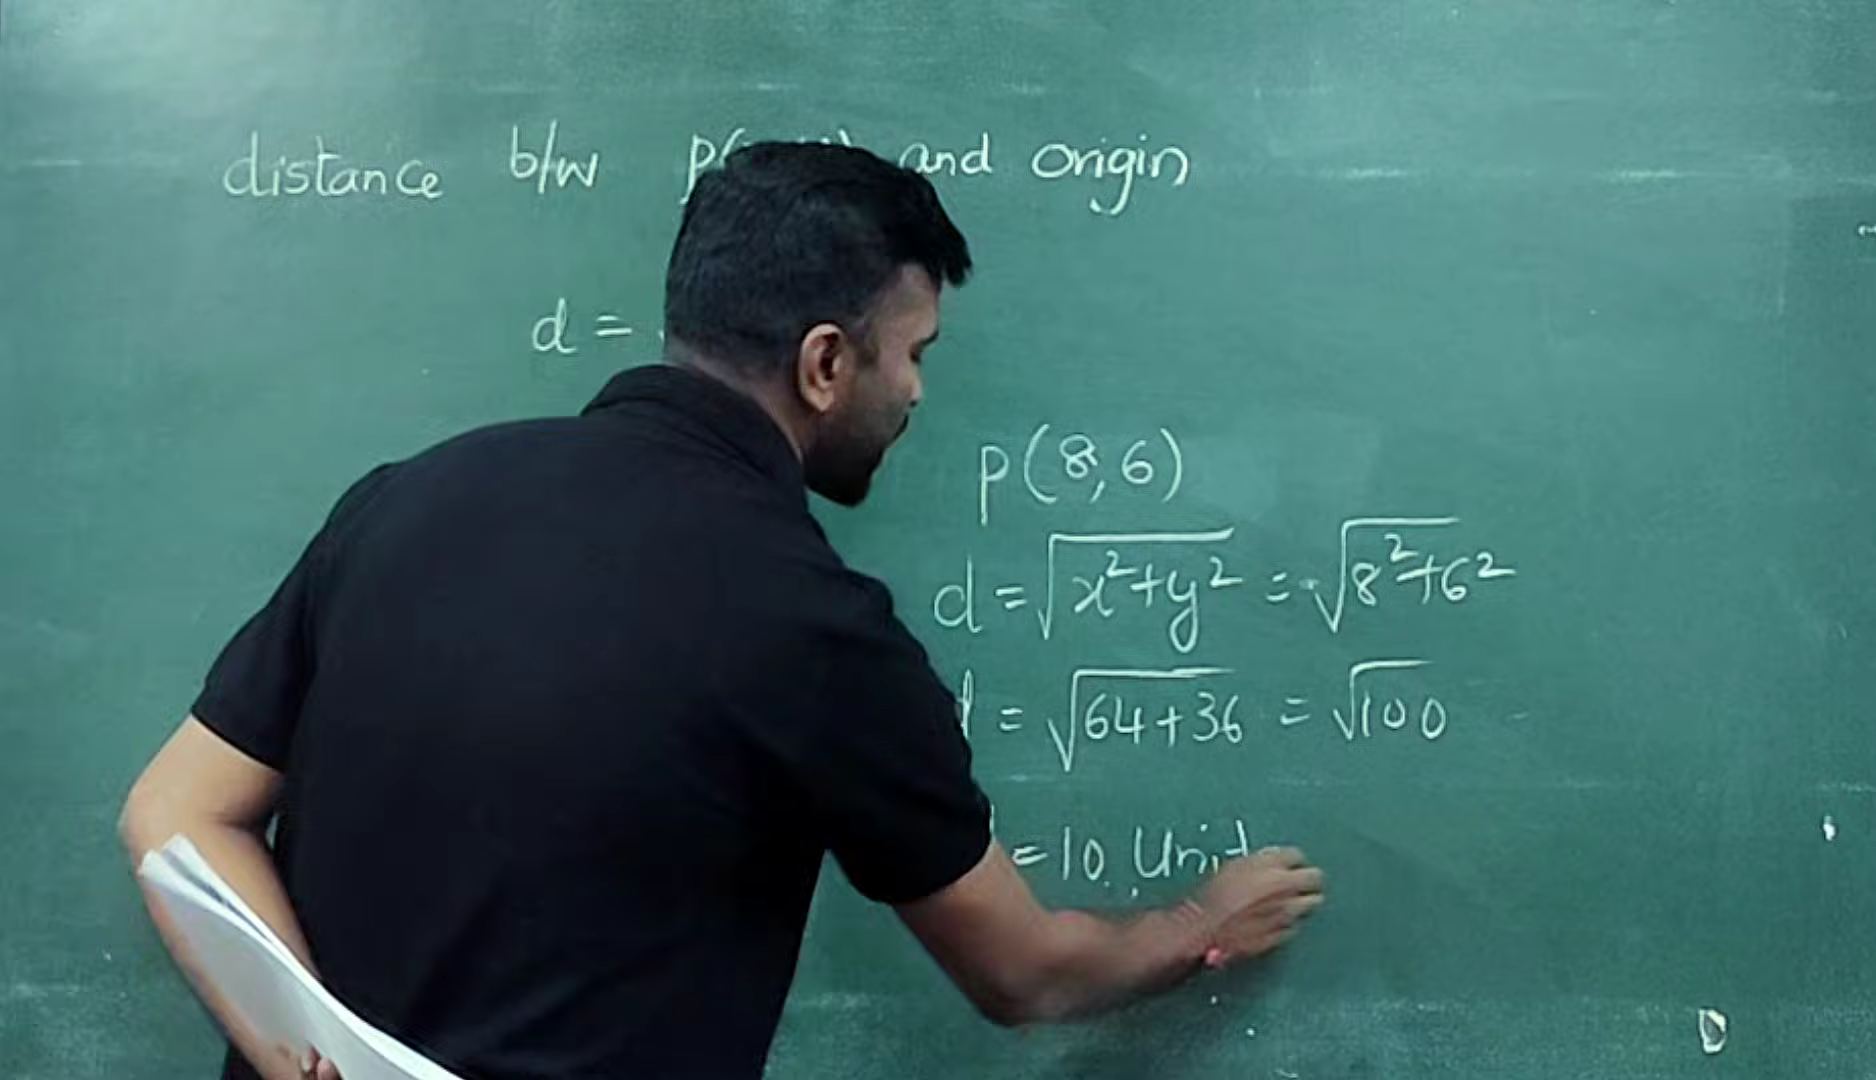 distance b/w and origin
d =
p(8,6)
d = √x²+y² = √8²+6²
= √64+36 = √100
= 10 Unit